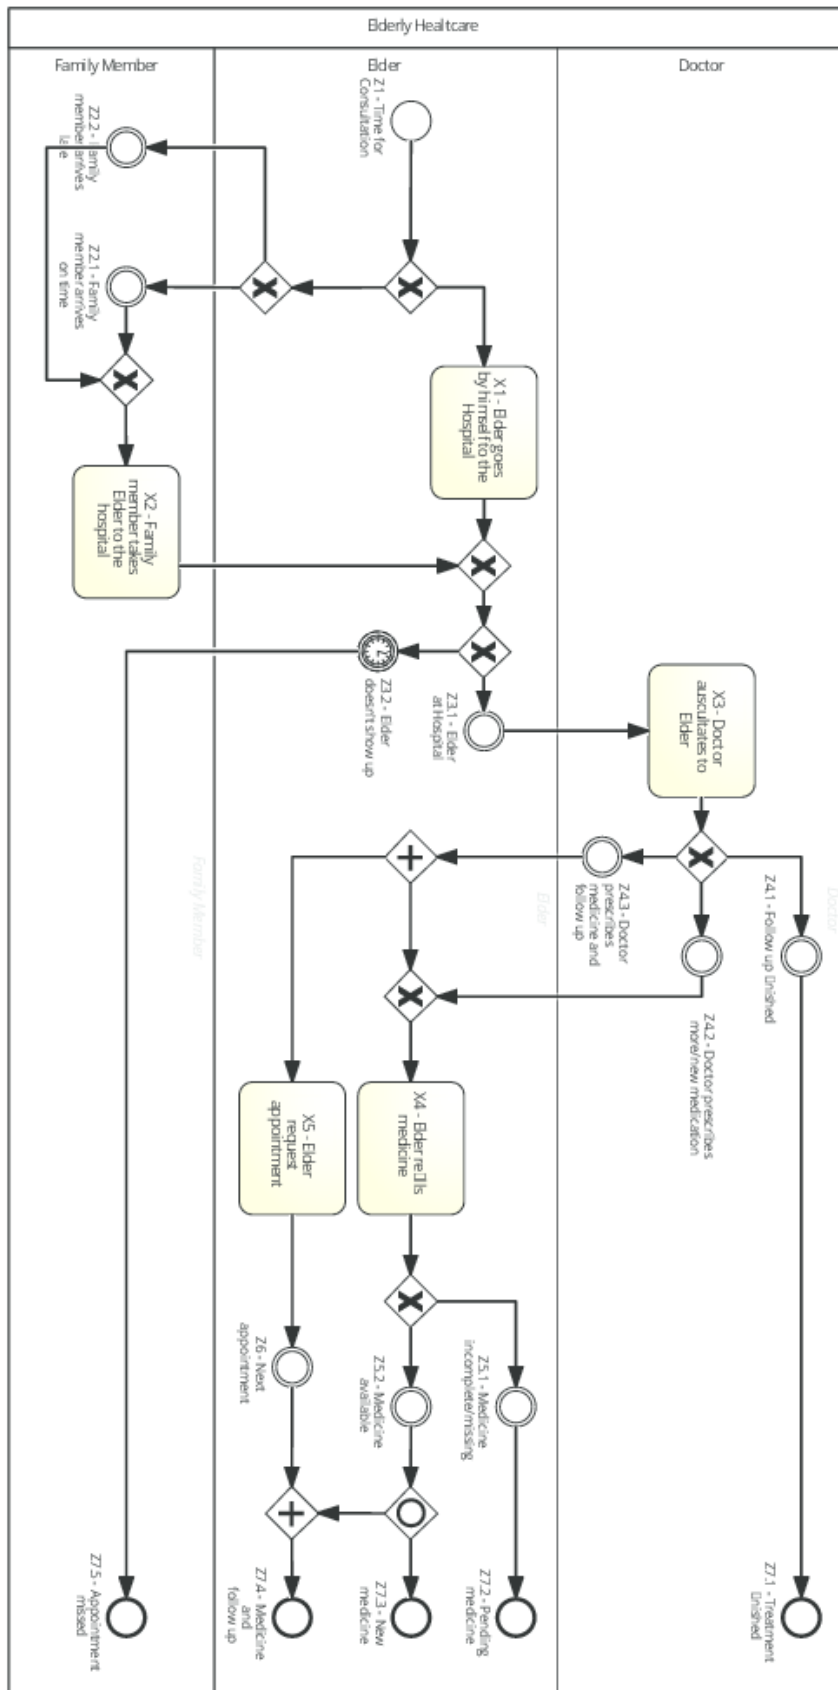 Elderly Healtcare
Family Member
Elder
Doctor
Z1 - Time for
Consultation
Z2.2 - Family
member arrives
late
Z2.1 - Family
member arrives
on time
X1 - Elder goes
by himself to the
Hospital
X2 - Family
member takes
Elder to the
hospital
Z3.2 - Elder
doesn't show up
Z3.1 - Elder
at Hospital
X3 - Doctor
auscultates to
Elder
Z4.3 - Doctor
prescribes
medicine and
follow up
Z4.1 - Follow up
Z4.2 - Doctor prescribes
more/new medication
Family Member
Elder
Doctor
X5 - Elder
request
appointment
X4 - Elder
medicine
Z6 - Next
appointment
Z5.2 - Medicine
available
Z5.1 - Medicine
incomplete/missing
Z7.5 - Appointment
missed
Z7.4 - Medicine
and
follow up
Z7.3 - New
medicine
Z7.2 - Pending
medicine
Z7.1 - Treatment